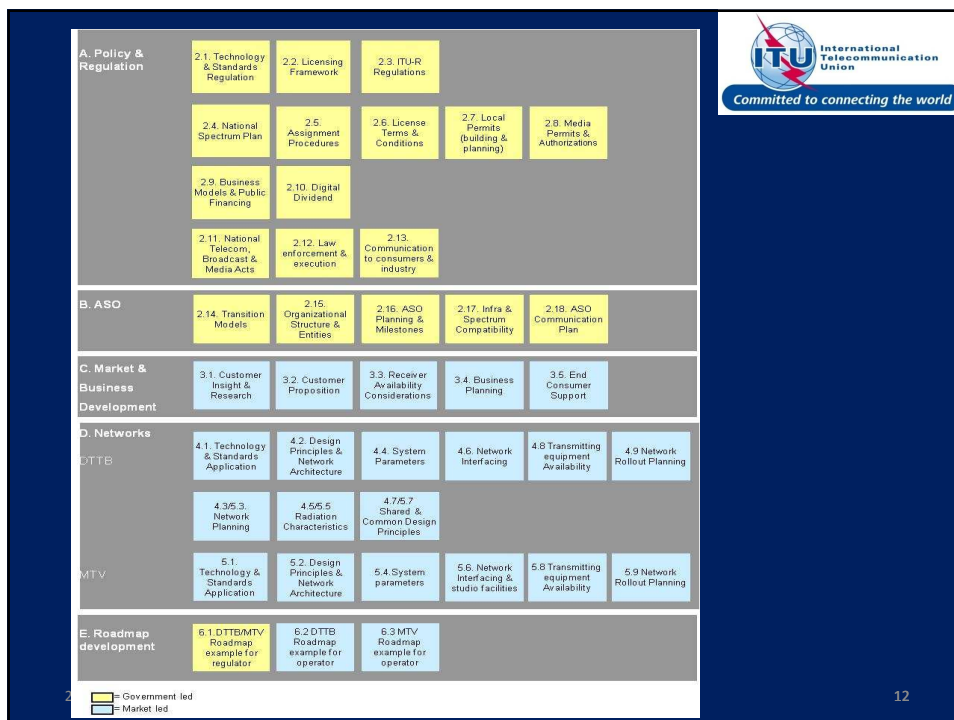 A. Policy &
Regulation
2.1. Technology
& Standards
Regulation
2.2. Licensing
Framework
2.3. ITU-R
Regulations
2.4. National
Spectrum Plan
2.5.
Assignment
Procedures
2.6. License
Terms &
Conditions
2.7. Local
Permits
(building &
planning)
2.8. Media
Permits &
Authorizations
2.9. Business
Models & Public
Financing
2.10. Digital
Dividend
2.11. National
Telecom,
Broadcast &
Media Acts
2.12. Law
enforcement &
execution
2.13.
Communication
to consumers &
industry
B. ASO
2.14. Transition
Models
2.15.
Organizational
Structure &
Entities
2.16. ASO
Planning &
Milestones
2.17. Infra &
Spectrum
Compatibility
2.18. ASO
Communication
Plan
C. Market &
Business
Development
3.1. Customer
Insight &
Research
3.2. Customer
Proposition
3.3. Receiver
Availability
Considerations
3.4. Business
Planning
3.5. End
Consumer
Support
D. Networks
DTTB
4.1. Technology
& Standards
Application
4.2. Design
Principles &
Network
Architecture
4.4. System
Parameters
4.6. Network
Interfacing
4.8 Transmitting
equipment
Availability
4.9 Network
Rollout Planning
4.3/5.3.
Network
Planning
4.5/5.5
Radiation
Characteristics
4.7/5.7
Shared &
Common Design
Principles
MTV
5.1.
Technology &
Standards
Application
5.2. Design
Principles &
Network
Architecture
5.4. System
parameters
5.6. Network
Interfacing &
studio facilities
5.8 Transmitting
equipment
Availability
5.9 Network
Rollout Planning
E. Roadmap
development
6.1.DTTB/MTV
Roadmap
example for
regulator
6.2 DTTB
Roadmap
example for
operator
6.3 MTV
Roadmap
example for
operator
= Government led
= Market led
2
12
ITU
International
Telecommunication
Union
Committed to connecting the world